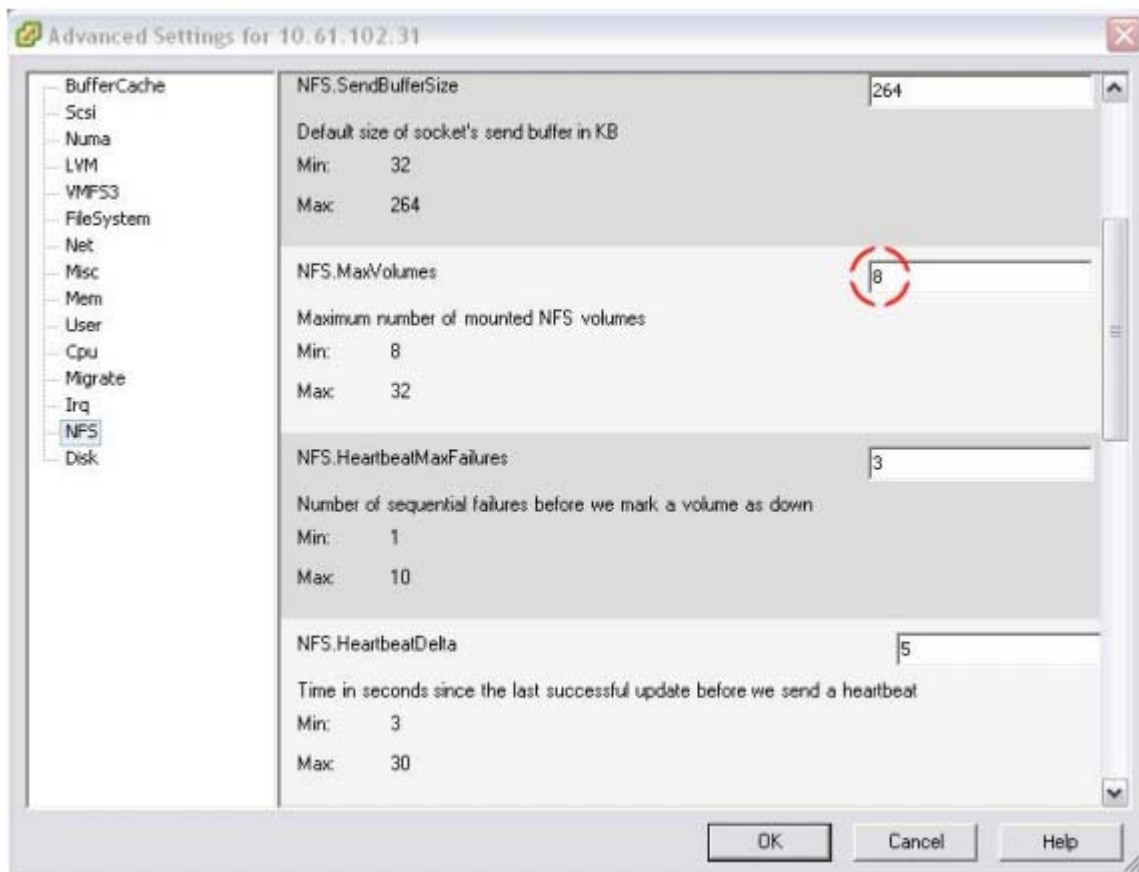 Advanced Settings for 10.61.102.31
BufferCache
Scsi
Numa
LVM
VMFS3
FileSystem
Net
Misc
Mem
User
Cpu
Migrate
Irq
NFS
Disk
NFS.SendBufferSize
264
Default size of socket's send buffer in KB
Min: 32
Max: 264
NFS.MaxVolumes
8
Maximum number of mounted NFS volumes
Min: 8
Max: 32
NFS.HeartbeatMaxFailures
3
Number of sequential failures before we mark a volume as down
Min: 1
Max: 10
NFS.HeartbeatDelta
5
Time in seconds since the last successful update before we send a heartbeat
Min: 3
Max: 30
OK
Cancel
Help